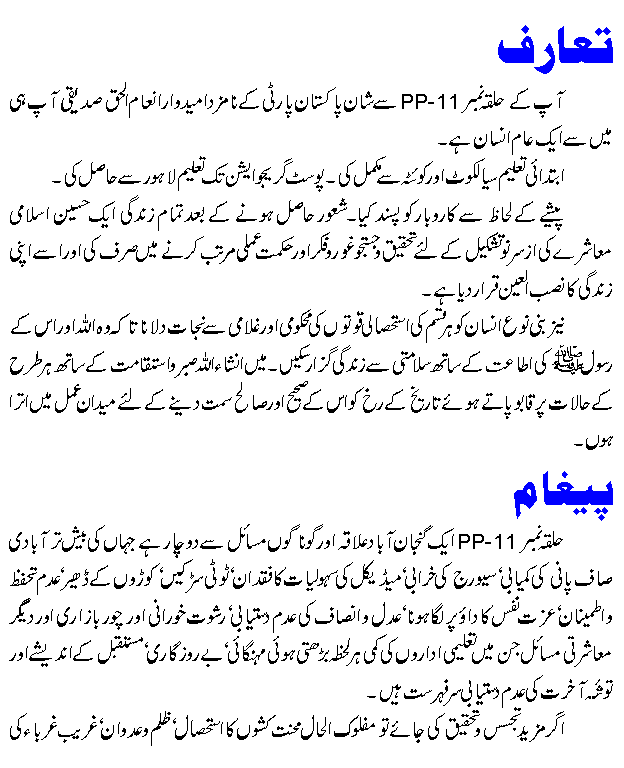 تعارف
آپ کے حلقہ نمبر PP-11 سے شان پاکستان پارٹی کے نامزد امیدوار انعام الحق صدیقی آپ ہی
میں سے ایک عام انسان ہے۔
ابتدائی تعلیم سیالکوٹ اور کوئٹہ سے مکمل کی۔ پوسٹ گریجوایشن تک تعلیم لاہور سے حاصل کی۔
پیشے کے لحاظ سے کاروبار کو پسند کیا۔ شعور حاصل ہونے کے بعد تمام زندگی ایک حسین اسلامی
معاشرے کی از سر نو تشکیل کے لئے تحقیق و جستجو غور و فکر اور حکمت عملی مرتب کرنے میں صرف کی اور اسے اپنی
زندگی کا نصب العین قرار دیا ہے۔
نیز بنی نوع انسان کو ہر قسم کی استحصالی قوتوں کی محکومی اور غلامی سے نجات دلانا تاکہ وہ اللہ اور اس کے
رسول ﷺ کی اطاعت کے ساتھ سلامتی سے زندگی گزار سکیں۔ میں انشاء اللہ صبر و استقامت کے ساتھ ہر طرح
کے حالات پر قابو پاتے ہوئے تاریخ کے رخ کو اس کے صحیح اور صالح سمت دینے کے لئے میدان عمل میں اترا
ہوں۔
پیغام
حلقہ نمبر PP-11 ایک گنجان آباد علاقہ اور گوناگوں مسائل سے دوچار ہے جہاں کی بیش تر آبادی
صاف پانی کی کمیابی‘ سیوریج کی خرابی‘ میڈیکل کی سہولیات کا فقدان‘ ٹوٹی سڑکیں‘ کوڑوں کے ڈھیر‘ عدم تحفظ
و اطمینان‘ عزت نفس کا داؤ پر لگا ہونا‘ عدل و انصاف کی عدم دستیابی‘ رشوت خورانی اور چور بازاری اور دیگر
معاشرتی مسائل جن میں تعلیمی اداروں کی کمی ہر لحظہ بڑھتی ہوئی مہنگائی‘ بے روزگاری‘ مستقبل کے اندیشے اور
توشہ آخرت کی عدم دستیابی سرفہرست ہیں۔
اگر مزید تجسس و تحقیق کی جائے تو مفلوک الحال محنت کشوں کا استحصال‘ ظلم و عدوان‘ غریب غرباء کی